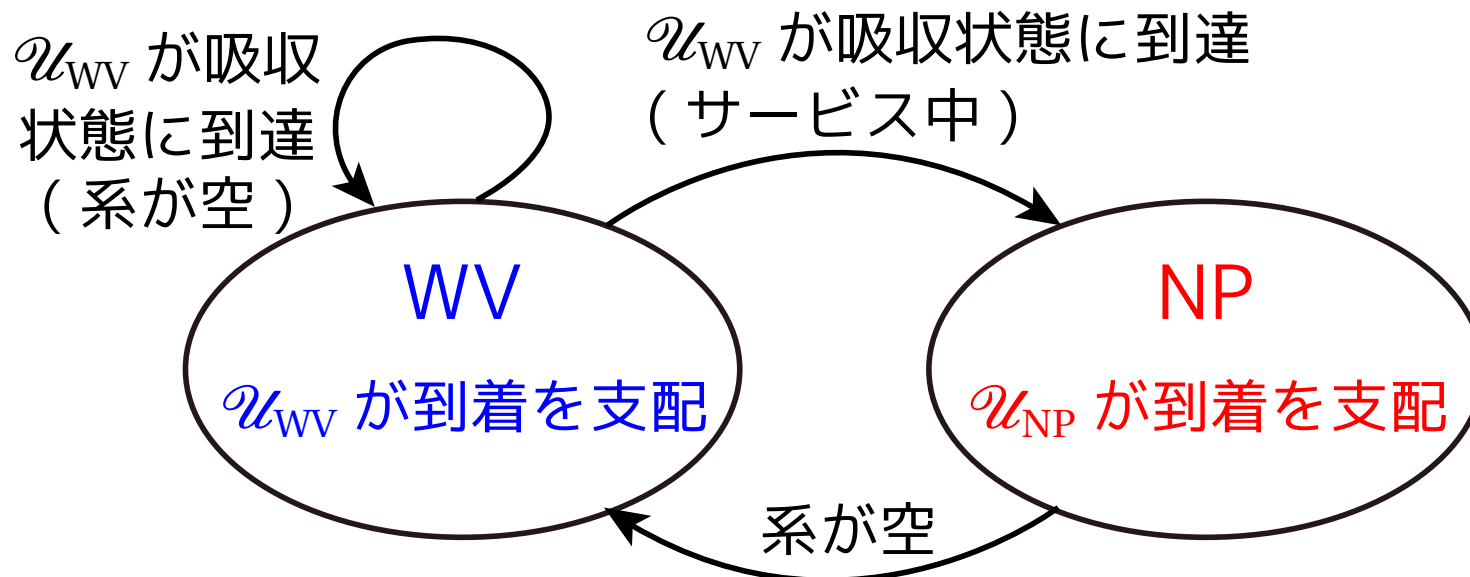 𝒰WV が吸収
状態に到達
( 系が空 )
𝒰WV が吸収状態に到達
( サービス中 )
WV
𝒰WV が到着を支配
NP
𝒰NP が到着を支配
系が空